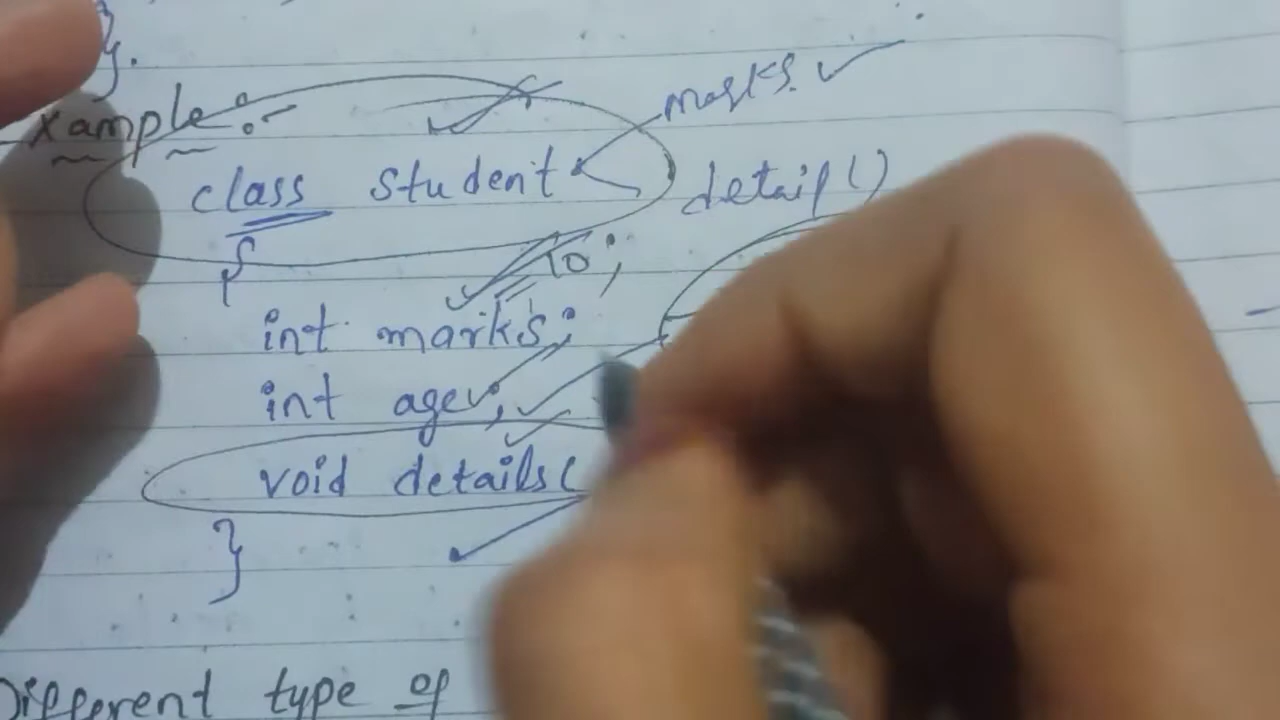 }.
xample :-
marks.
class student
detail()
{
10;
int marks;
int age;
void details(
}
Different type of